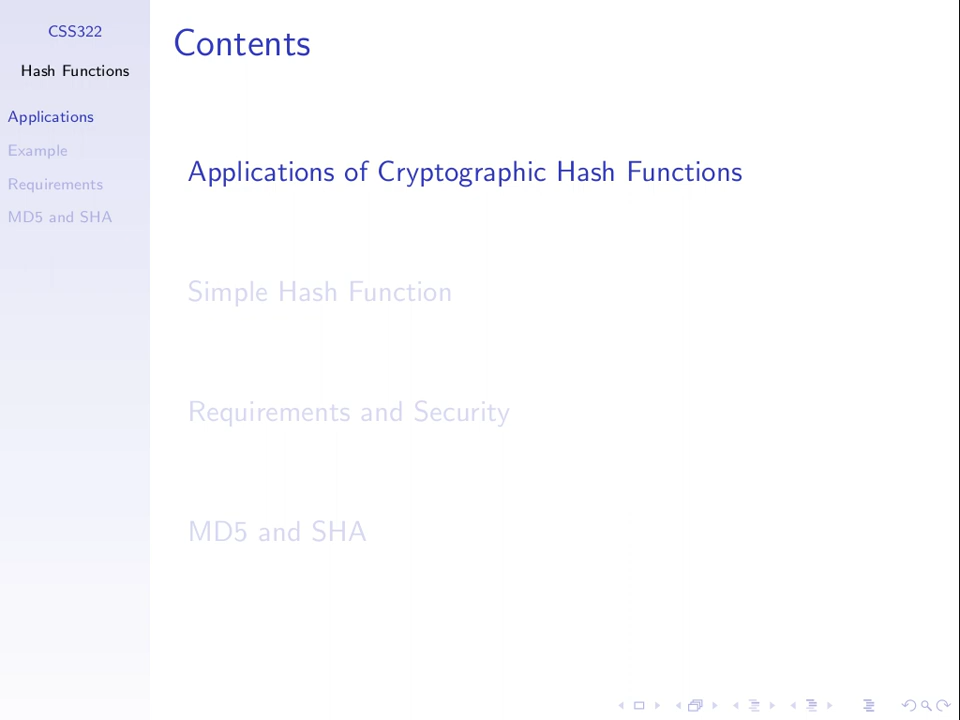 CSS322
Hash Functions
Applications
Example
Requirements
MD5 and SHA
Contents
Applications of Cryptographic Hash Functions
Simple Hash Function
Requirements and Security
MD5 and SHA